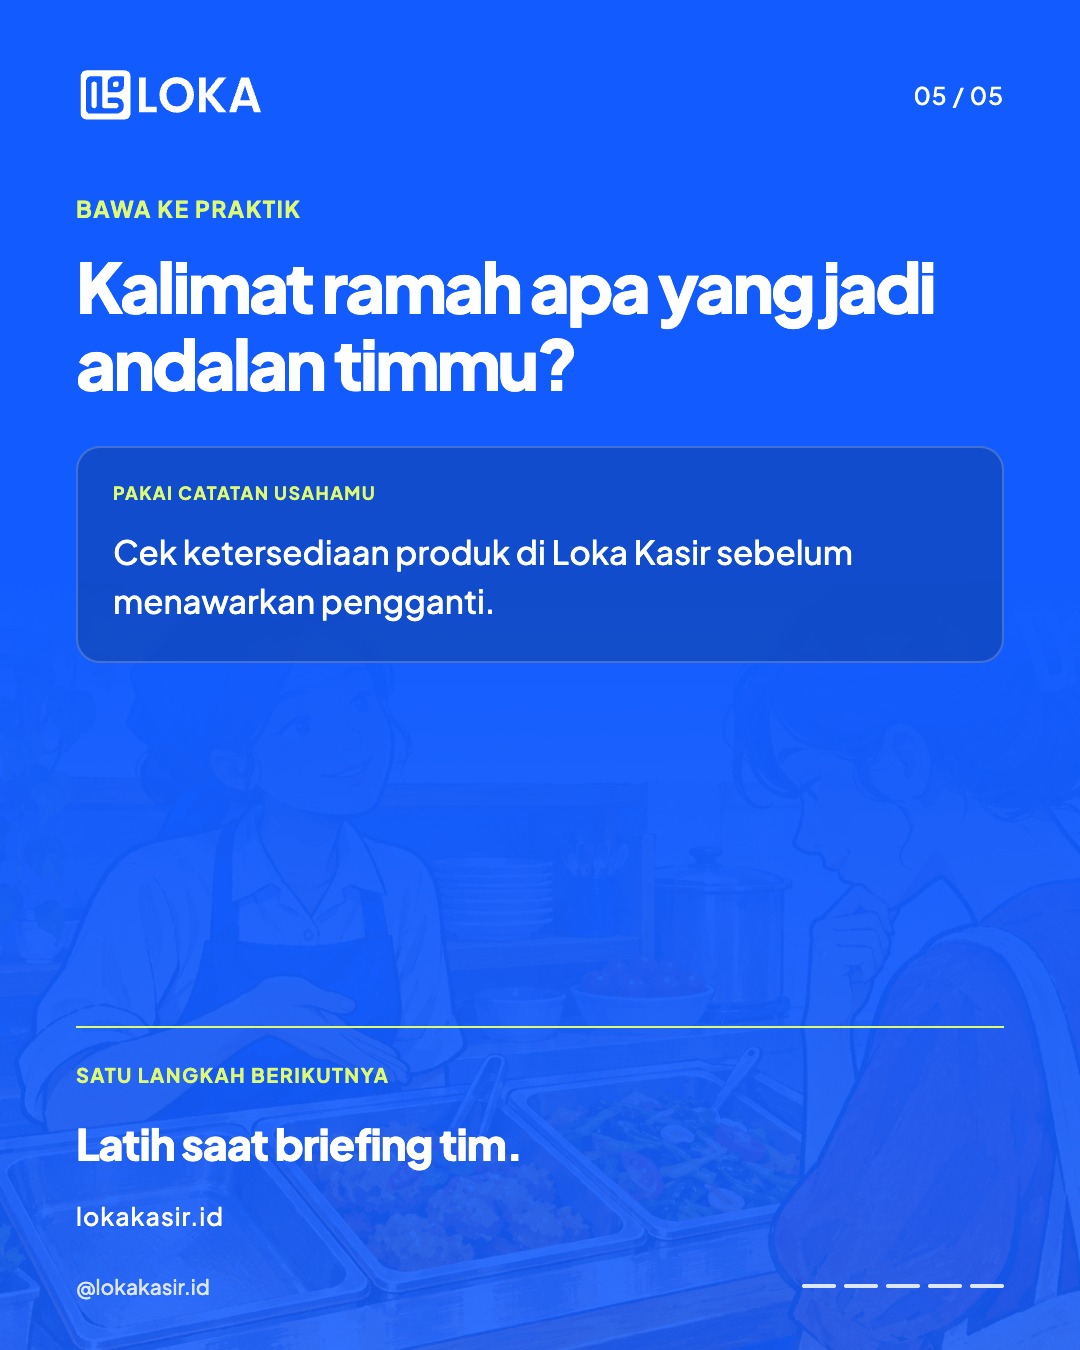 LOKA
05 / 05
BAWA KE PRAKTIK
Kalimat ramah apa yang jadi
andalan timmu?
PAKAI CATATAN USAHAMU
Cek ketersediaan produk di Loka Kasir sebelum
menawarkan pengganti.
SATU LANGKAH BERIKUTNYA
Latih saat briefing tim.
lokakasir.id
@lokakasir.id